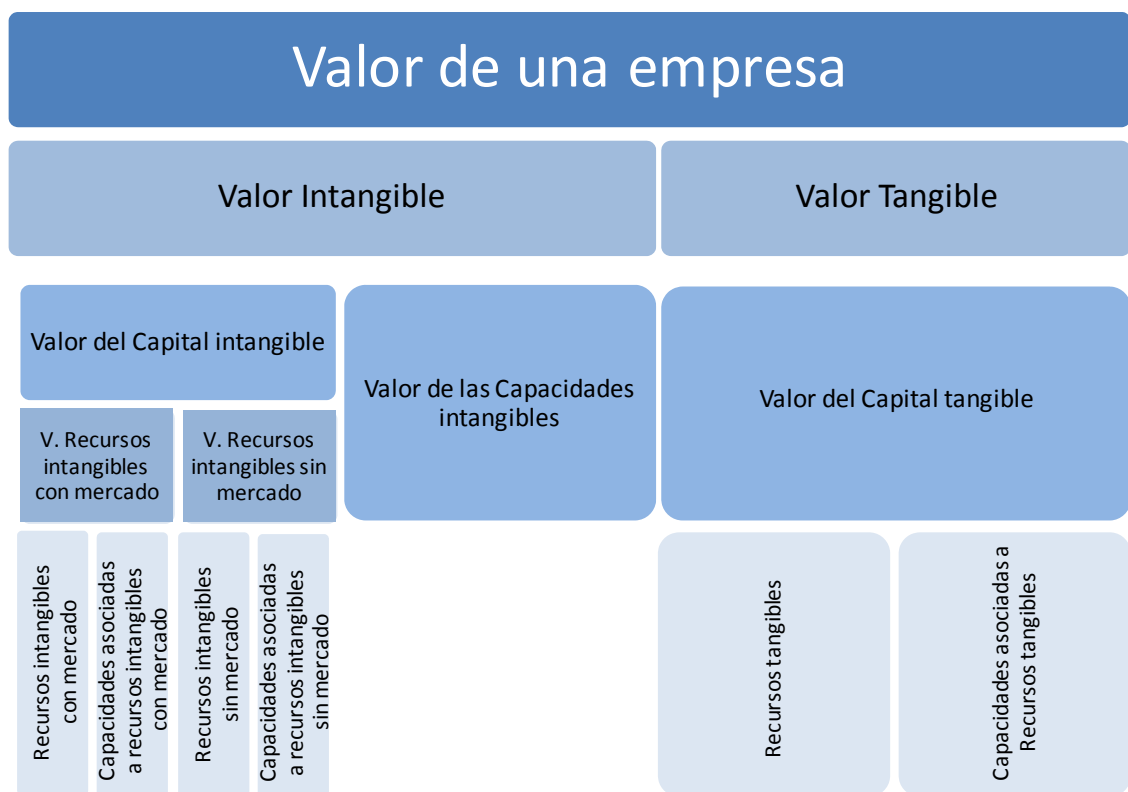 Valor de una empresa
Valor Intangible
Valor Tangible
Valor del Capital intangible
Valor de las Capacidades
intangibles
Valor del Capital tangible
V. Recursos
intangibles
con mercado
V. Recursos
intangibles sin
mercado
Recursos intangibles
con mercado
Capacidades asociadas
a recursos intangibles
con mercado
Recursos intangibles
sin mercado
Capacidades asociadas
a recursos intangibles
sin mercado
Recursos tangibles
Capacidades asociadas a
Recursos tangibles